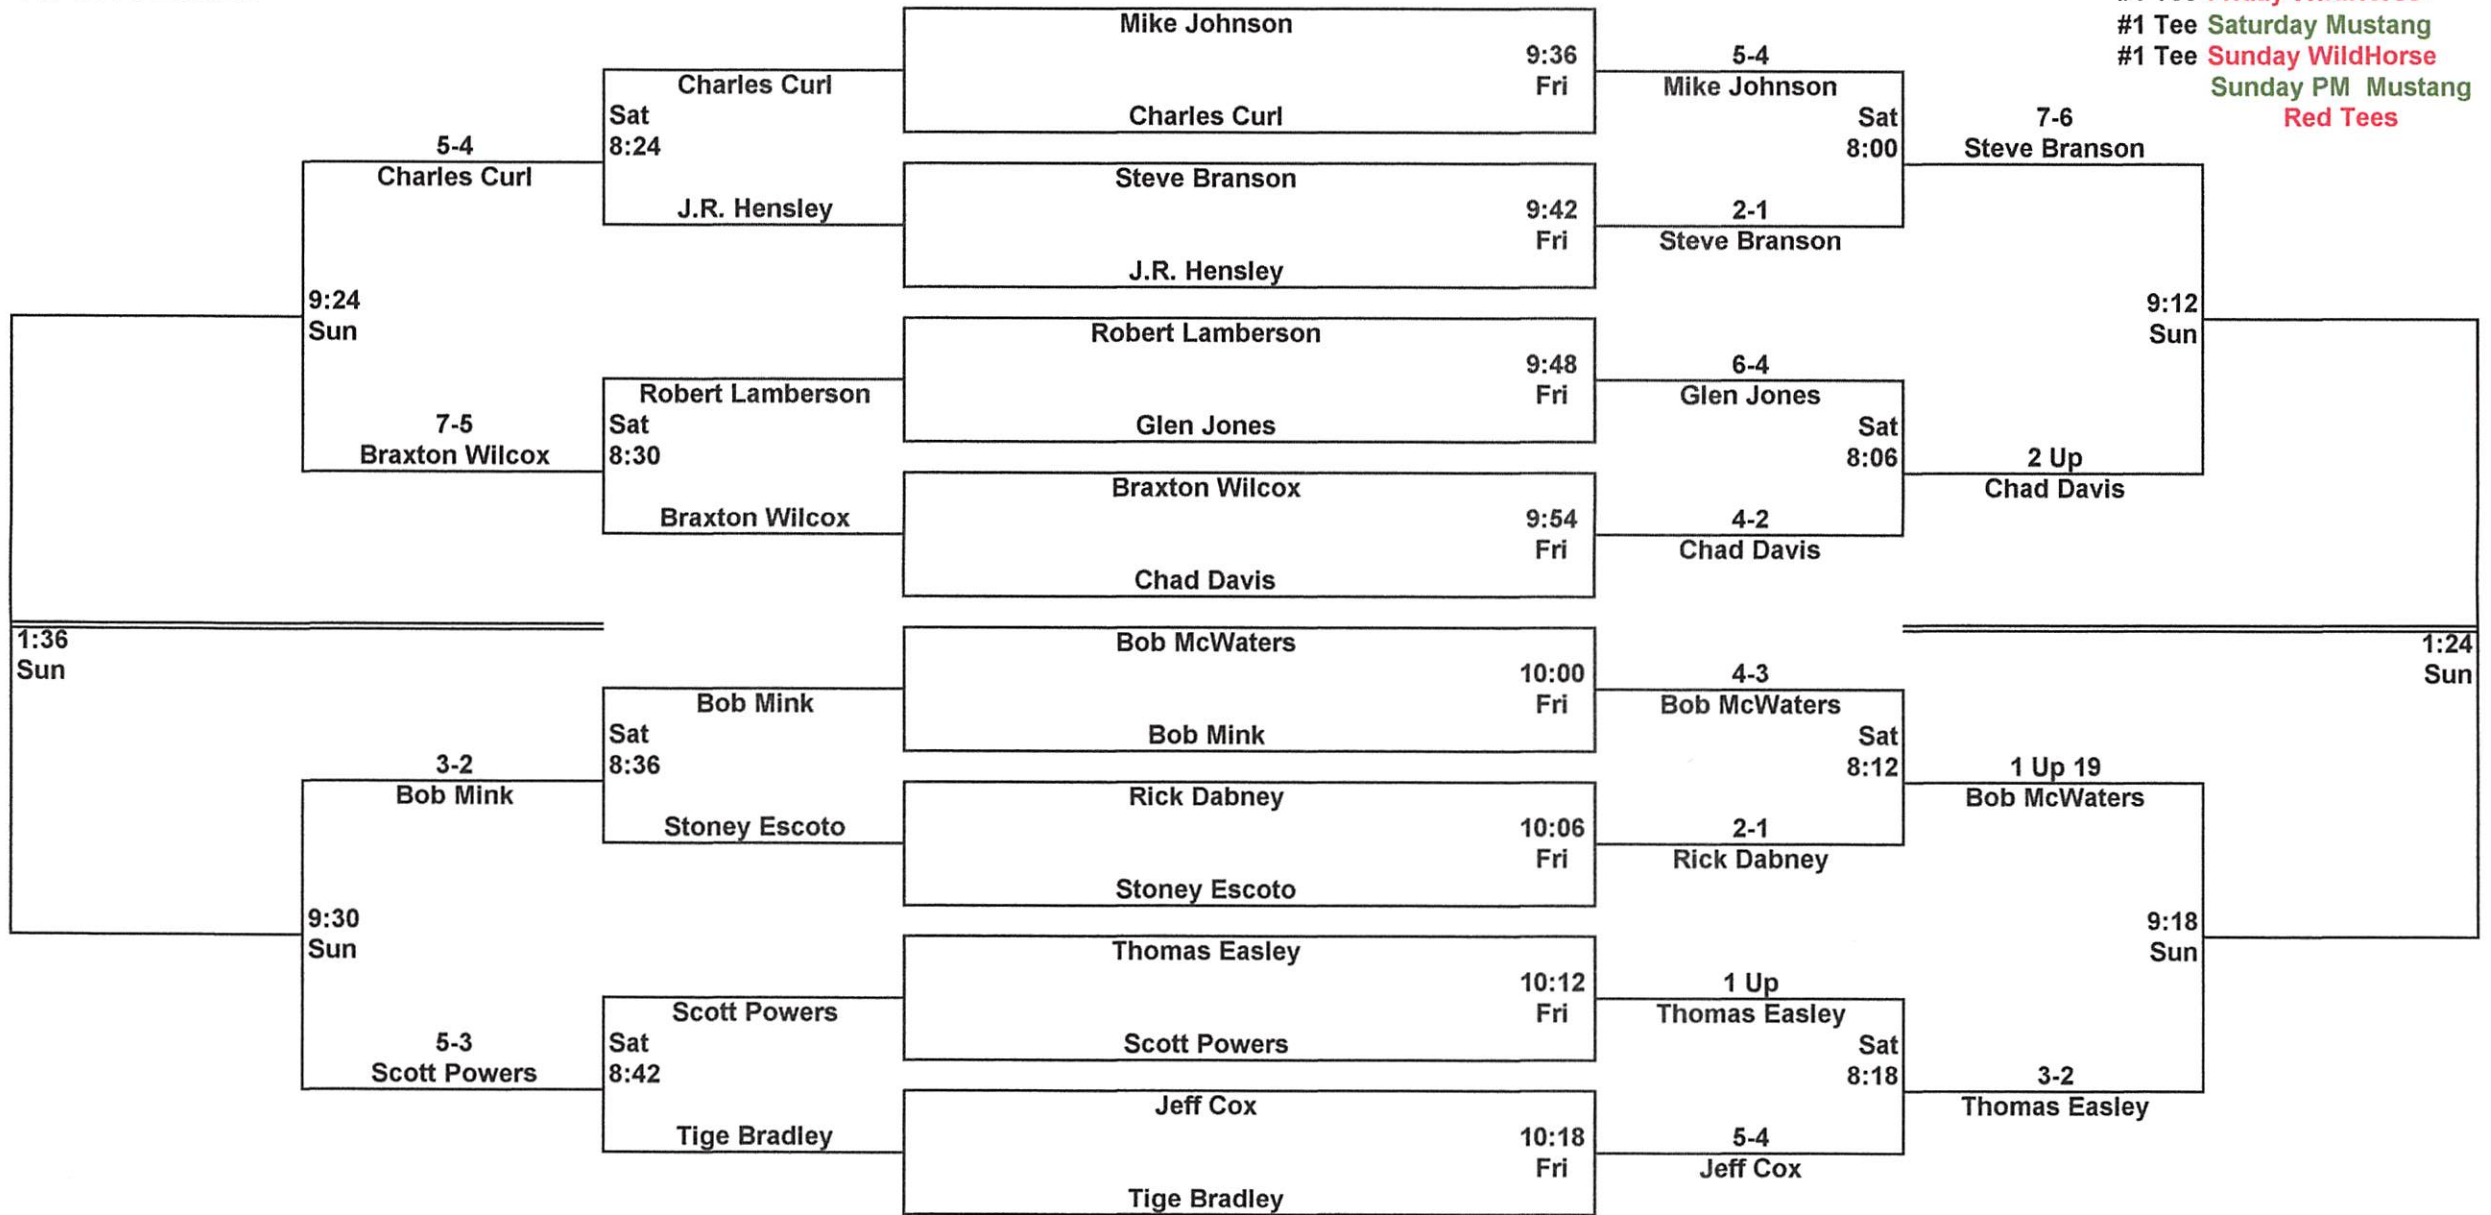 #1 Tee Saturday Mustang
#1 Tee Sunday WildHorse
Sunday PM Mustang
Red Tees
Mike Johnson
9:36
Fri
Charles Curl
Steve Branson
9:42
Fri
J.R. Hensley
Robert Lamberson
9:48
Fri
Glen Jones
Braxton Wilcox
9:54
Fri
Chad Davis
Bob McWaters
10:00
Fri
Bob Mink
Rick Dabney
10:06
Fri
Stoney Escoto
Thomas Easley
10:12
Fri
Scott Powers
Jeff Cox
10:18
Fri
Tige Bradley
Charles Curl
Sat
8:24
J.R. Hensley
Robert Lamberson
Sat
8:30
Braxton Wilcox
Bob Mink
Sat
8:36
Stoney Escoto
Scott Powers
Sat
8:42
Tige Bradley
5-4
Charles Curl
9:24
Sun
7-5
Braxton Wilcox
3-2
Bob Mink
9:30
Sun
5-3
Scott Powers
1:36
Sun
5-4
Mike Johnson
Sat
8:00
2-1
Steve Branson
6-4
Glen Jones
Sat
8:06
4-2
Chad Davis
4-3
Bob McWaters
Sat
8:12
2-1
Rick Dabney
1 Up
Thomas Easley
Sat
8:18
5-4
Jeff Cox
7-6
Steve Branson
9:12
Sun
2 Up
Chad Davis
1 Up 19
Bob McWaters
9:18
Sun
3-2
Thomas Easley
1:24
Sun